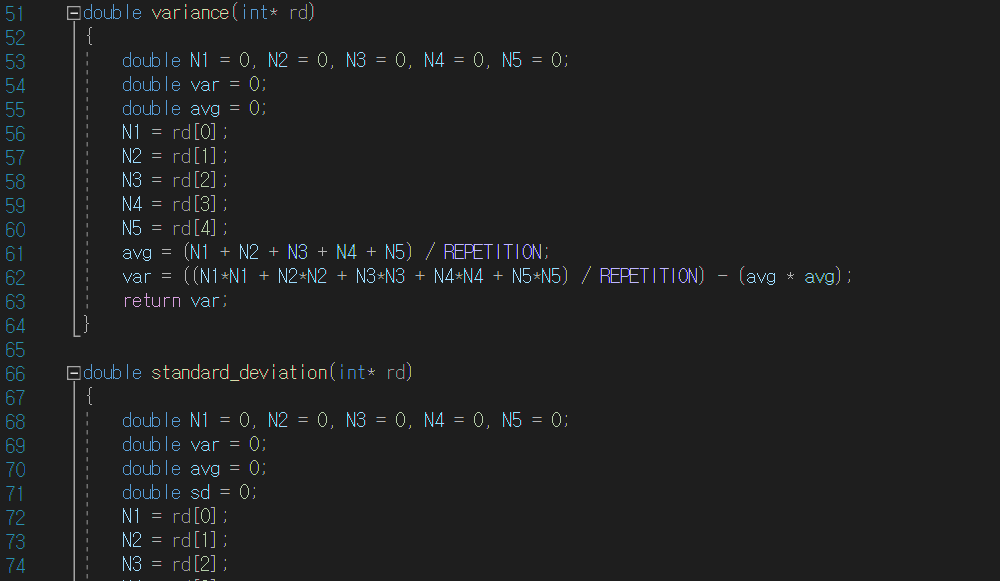 51 double variance(int* rd)
52 {
53 double N1 = 0, N2 = 0, N3 = 0, N4 = 0, N5 = 0;
54 double var = 0;
55 double avg = 0;
56 N1 = rd[0];
57 N2 = rd[1];
58 N3 = rd[2];
59 N4 = rd[3];
60 N5 = rd[4];
61 avg = (N1 + N2 + N3 + N4 + N5) / REPETITION;
62 var = ((N1*N1 + N2*N2 + N3*N3 + N4*N4 + N5*N5) / REPETITION) - (avg * avg);
63 return var;
64 }
65
66 double standard_deviation(int* rd)
67 {
68 double N1 = 0, N2 = 0, N3 = 0, N4 = 0, N5 = 0;
69 double var = 0;
70 double avg = 0;
71 double sd = 0;
72 N1 = rd[0];
73 N2 = rd[1];
74 N3 = rd[2];